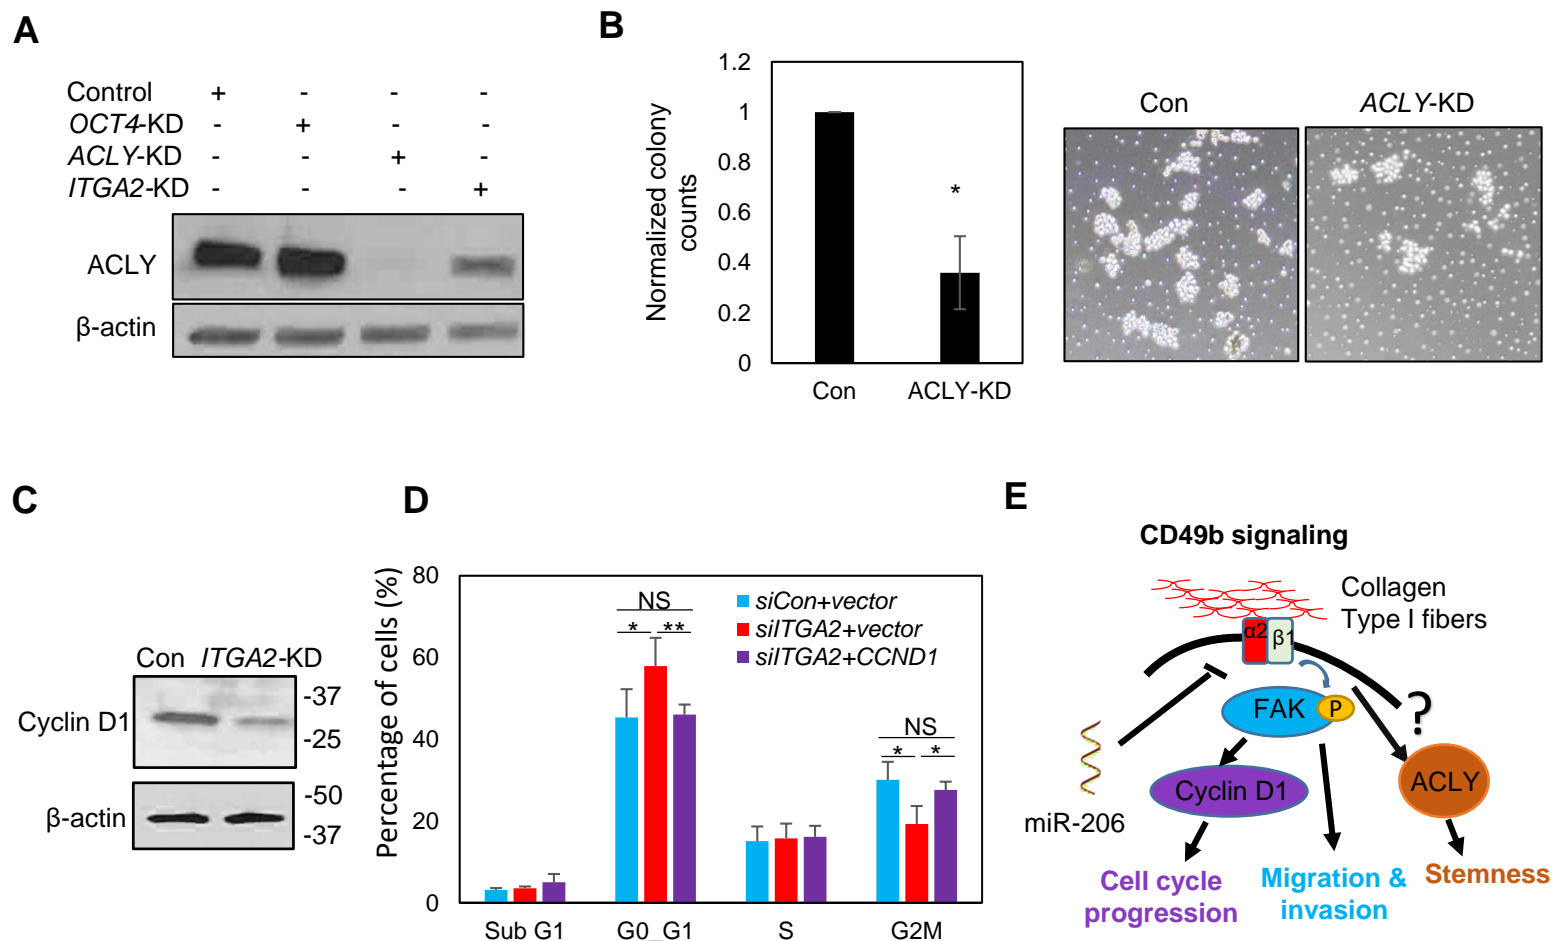 A
Control + - - -
OCT4-KD - + - -
ACLY-KD - - + -
ITGA2-KD - - - +
ACLY
β-actin
B
1.2
1
0.8
0.6
0.4
0.2
0
Normalized colony
counts
*
Con
ACLY-KD
Con
ACLY-KD
C
Con ITGA2-KD
Cyclin D1
-37
-25
β-actin
-50
-37
D
Percentage of cells (%)
80
60
40
20
0
NS
* **
siCon+vector
siITGA2+vector
siITGA2+CCND1
NS
* *
Sub G1
G0_G1
S
G2M
E
CD49b signaling
Collagen
Type I fibers
α2
β1
FAK
P
?
Cyclin D1
ACLY
miR-206
Cell cycle
progression
Migration &
invasion
Stemness